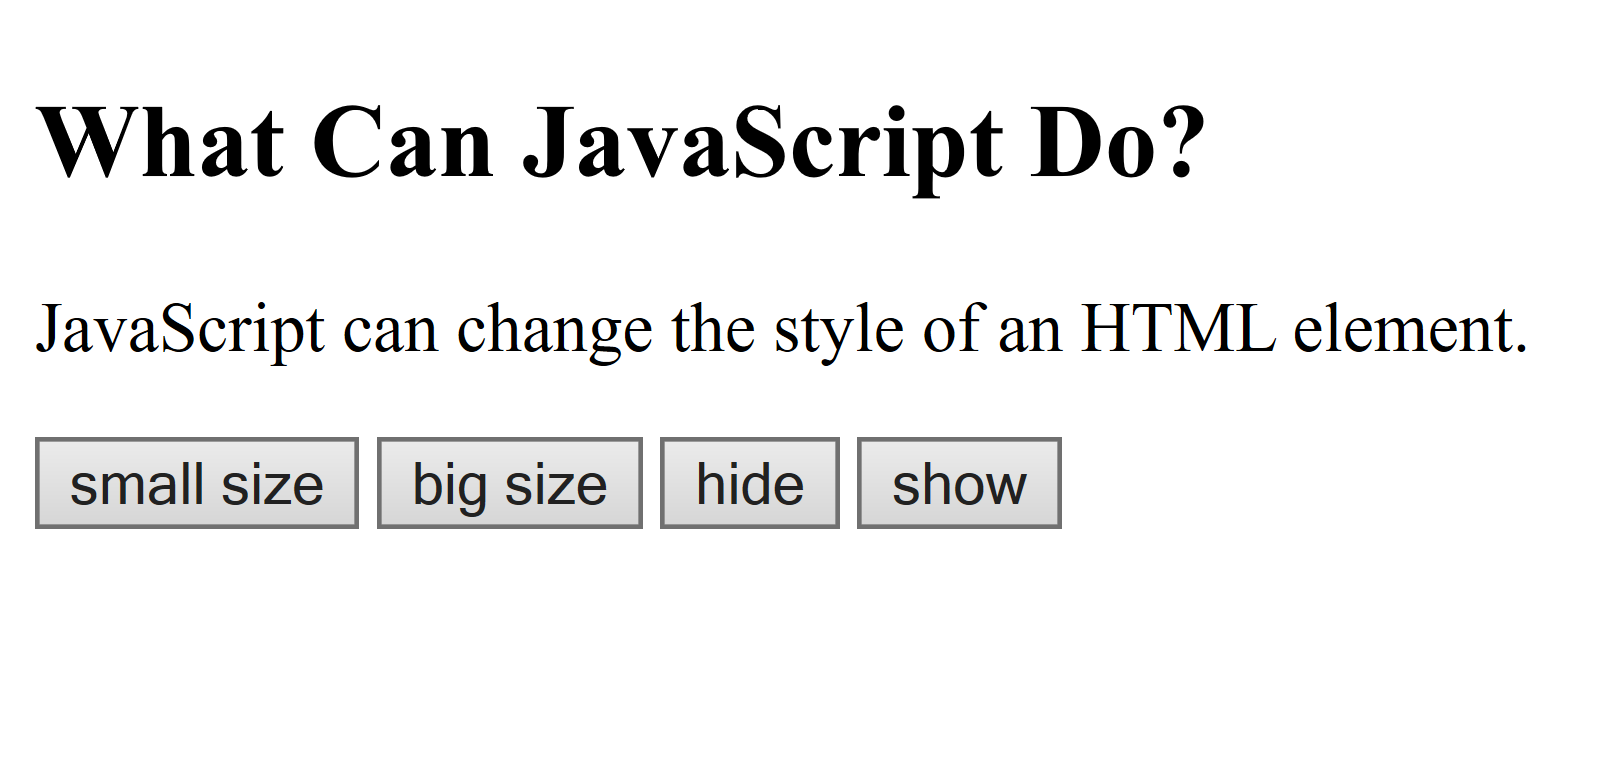 What Can JavaScript Do?
JavaScript can change the style of an HTML element.
small size big size hide show